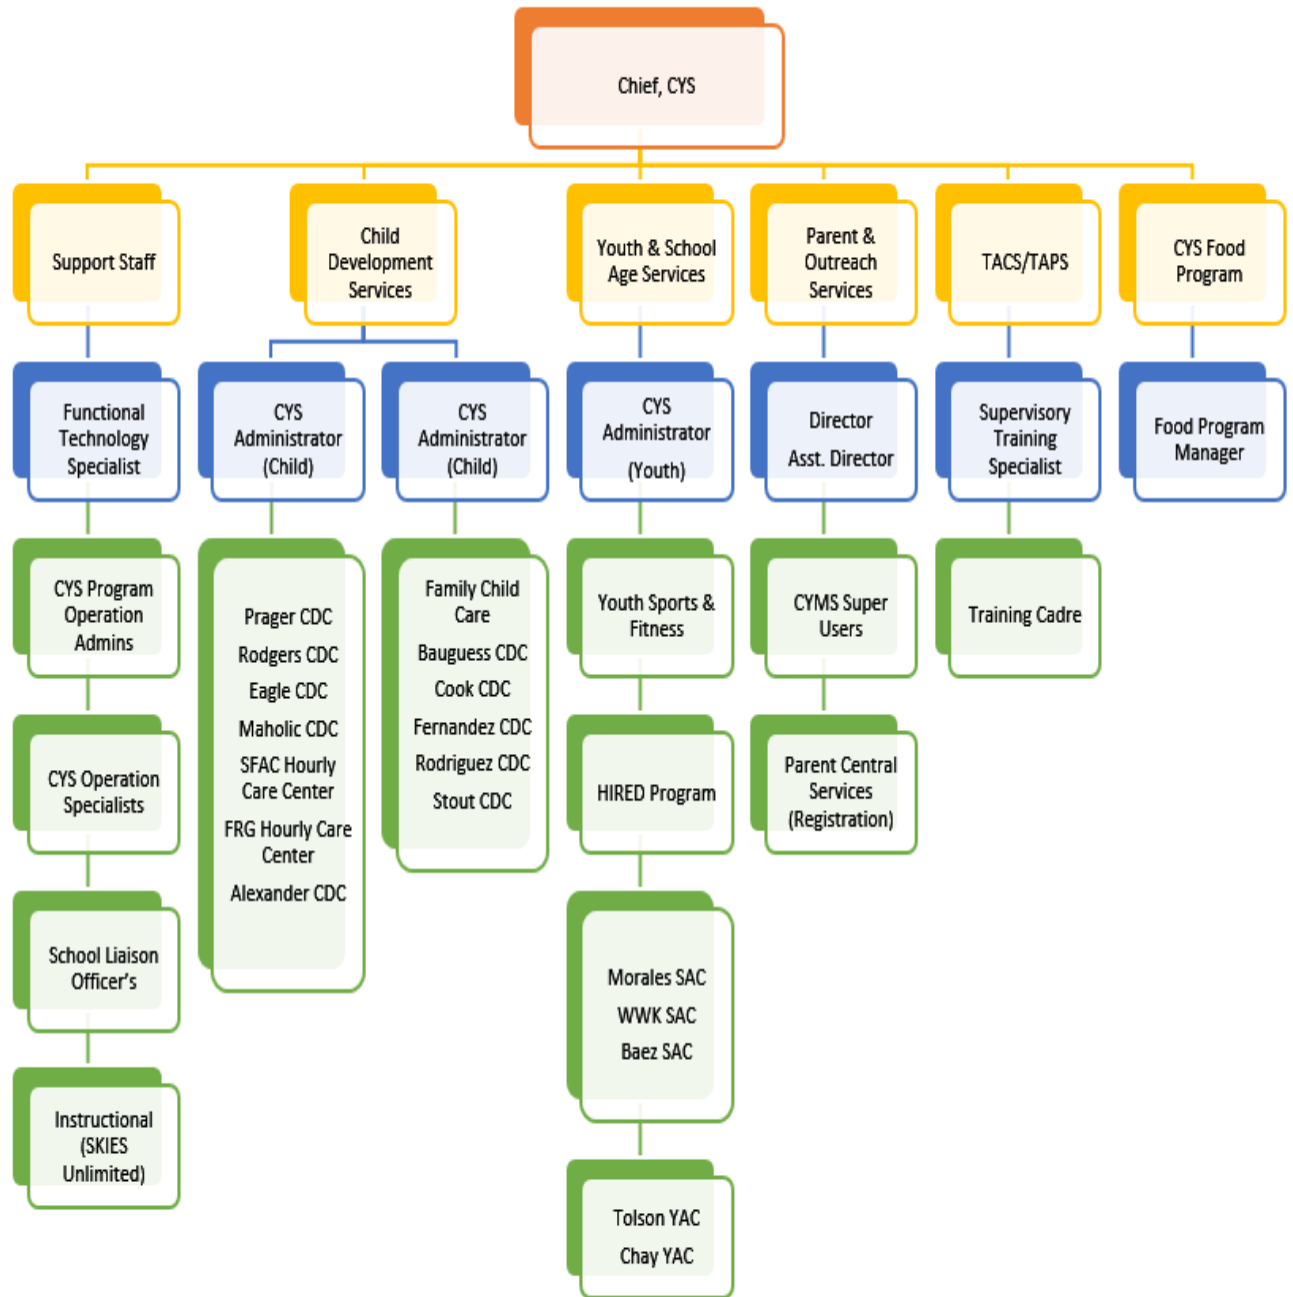 Chief, CYS
Support Staff
Child
Development
Services
Youth & School
Age Services
Parent &
Outreach
Services
TACS/TAPS
CYS Food
Program
Functional
Technology
Specialist
CYS
Administrator
(Child)
CYS
Administrator
(Child)
CYS
Administrator
(Youth)
Director
Asst. Director
Supervisory
Training
Specialist
Food Program
Manager
CYS Program
Operation
Admins
Prager CDC
Rodgers CDC
Eagle CDC
Maholic CDC
SFAC Hourly
Care Center
FRG Hourly Care
Center
Alexander CDC
Family Child
Care
Bauguess CDC
Cook CDC
Fernandez CDC
Rodriguez CDC
Stout CDC
Youth Sports &
Fitness
CYMS Super
Users
Training Cadre
CYS Operation
Specialists
HIRED Program
Parent Central
Services
(Registration)
School Liaison
Officer's
Morales SAC
WWK SAC
Baez SAC
Instructional
(SKIES
Unlimited)
Tolson YAC
Chay YAC